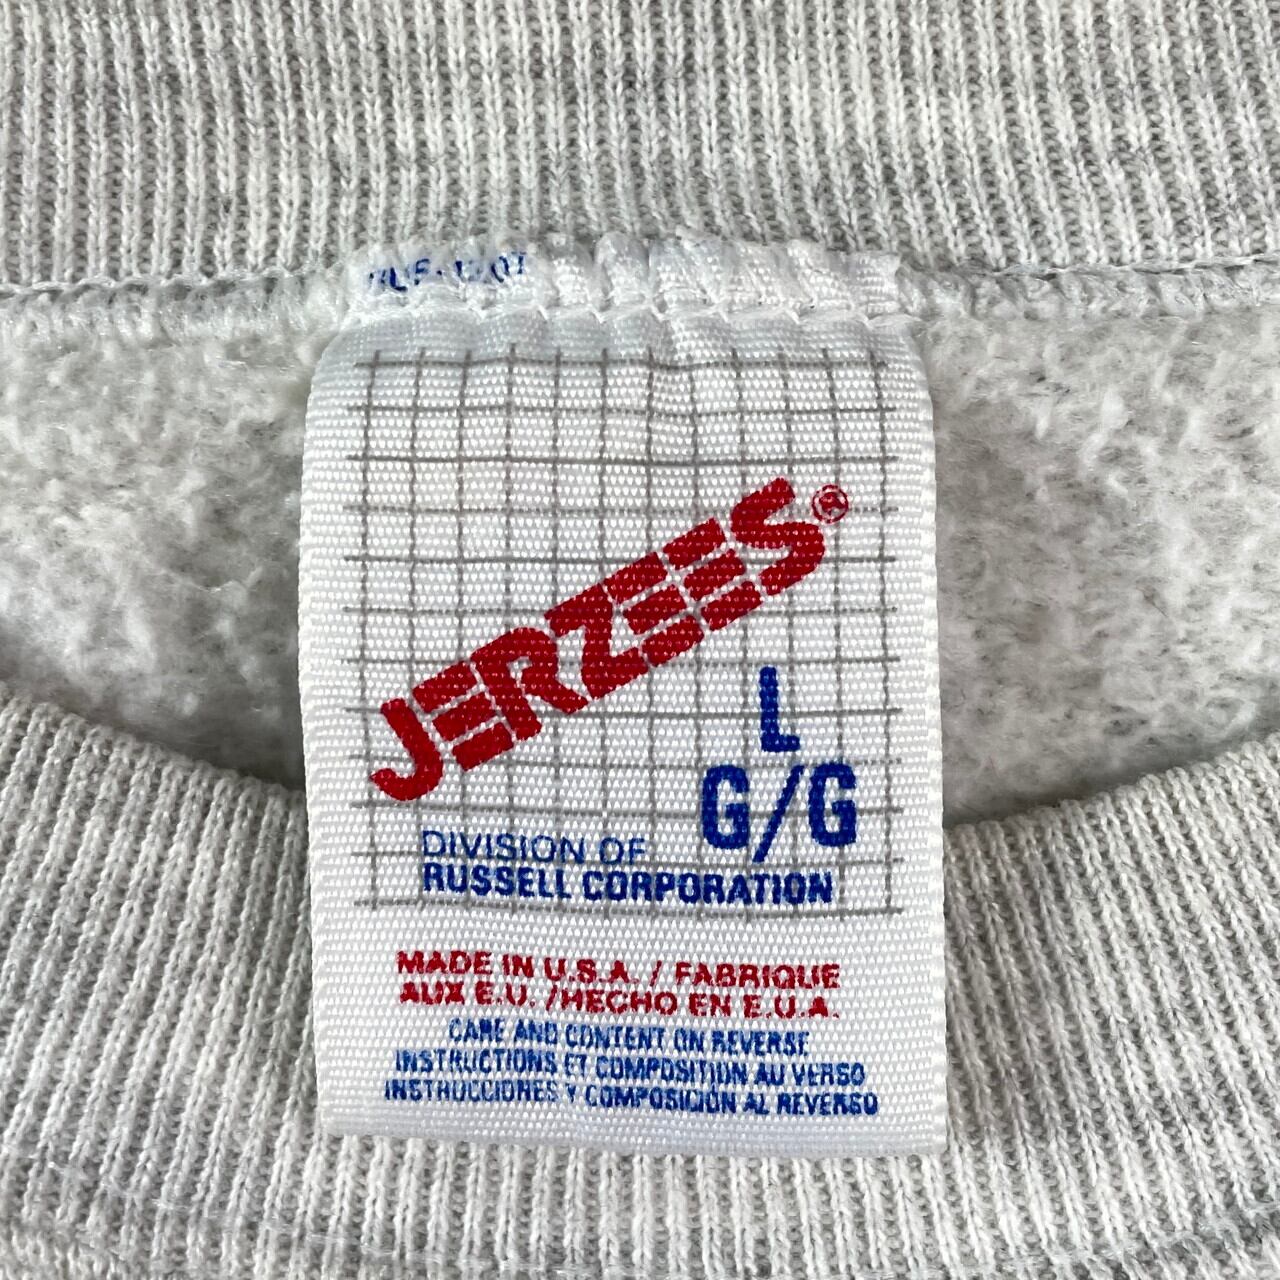 JERZEES®
L
G/G
DIVISION OF
RUSSELL CORPORATION
MADE IN U.S.A. / FABRIQUE
AUX E.U. /HECHO EN E.U.A.
CARE AND CONTENT ON REVERSE
INSTRUCTIONS ET COMPOSITION AU VERSO
INSTRUCCIONES Y COMPOSICION AL REVERSO